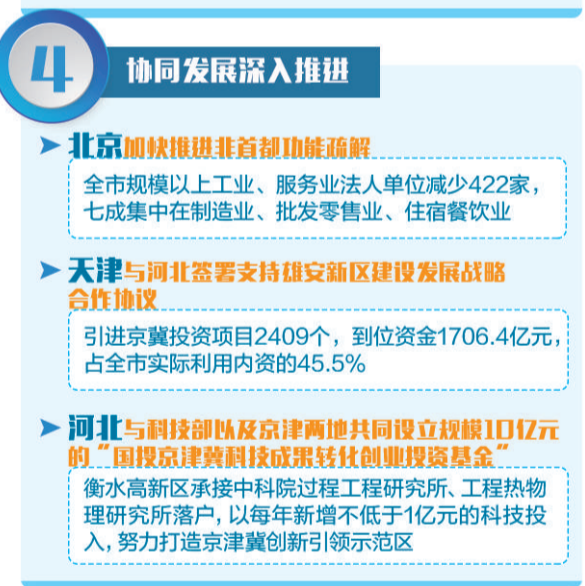 4
协同发展深入推进
北京加快推进非首都功能疏解
全市规模以上工业、服务业法人单位减少422家，
七成集中在制造业、批发零售业、住宿餐饮业
天津与河北签署支持雄安新区建设发展战略
合作协议
引进京冀投资项目2409个，到位资金1706.4亿元，
占全市实际利用内资的45.5%
河北与科技部以及京津两地共同设立规模10亿元
的“国投京津冀科技成果转化创业投资基金”
衡水高新区承接中科院过程工程研究所、工程热物
理研究所落户，以每年新增不低于1亿元的科技投
入，努力打造京津冀创新引领示范区